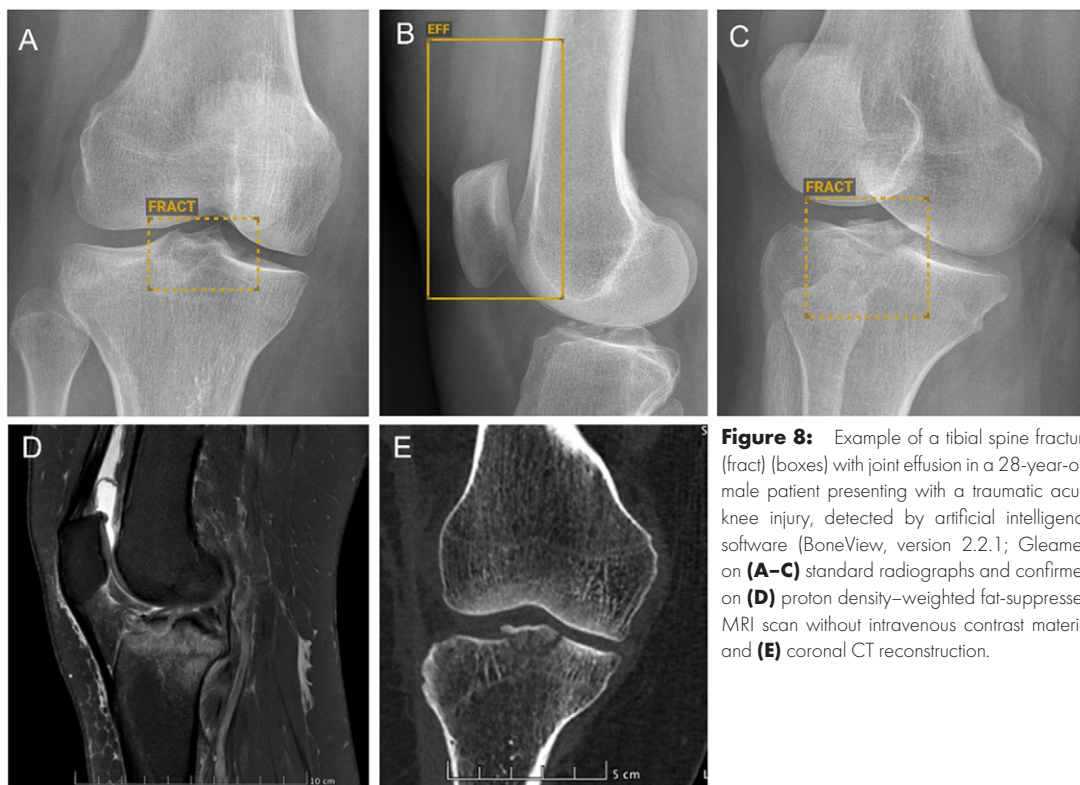 A
B
C
EFF
FRACT
FRACT
D
E
S
10 cm
5 cm
L
Figure 8: Example of a tibial spine fractur
(fract) (boxes) with joint effusion in a 28-year-o
male patient presenting with a traumatic acu
knee injury, detected by artificial intelligenc
software (BoneView, version 2.2.1; Gleame
on (A–C) standard radiographs and confirme
on (D) proton density–weighted fat-suppresse
MRI scan without intravenous contrast materi
and (E) coronal CT reconstruction.